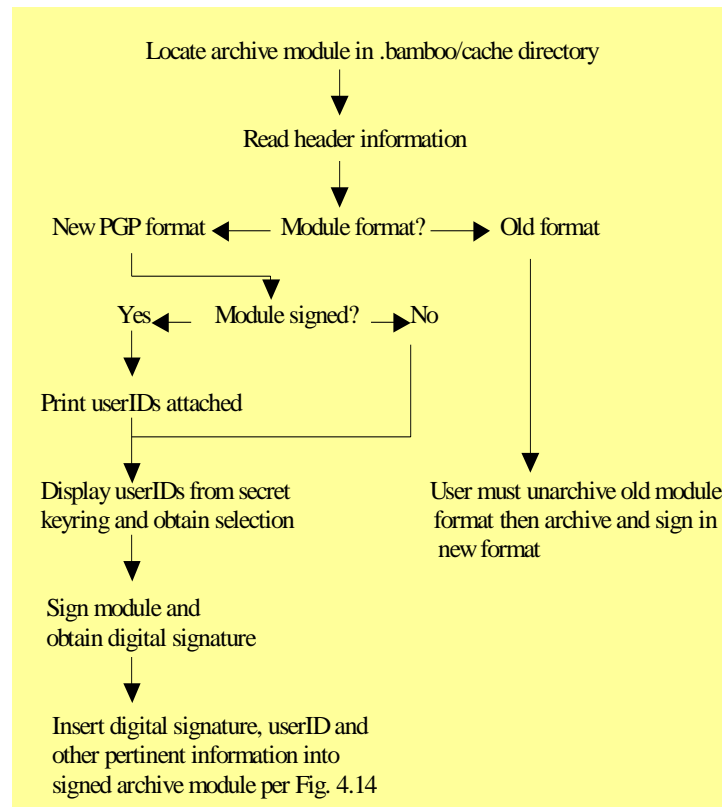 Locate archive module in .bamboo/cache directory
Read header information
New PGP format
Module format?
Old format
Yes
Module signed?
No
Print userIDs attached
Display userIDs from secret
keyring and obtain selection
User must unarchive old module
format then archive and sign in
new format
Sign module and
obtain digital signature
Insert digital signature, userID and
other pertinent information into
signed archive module per Fig. 4.14